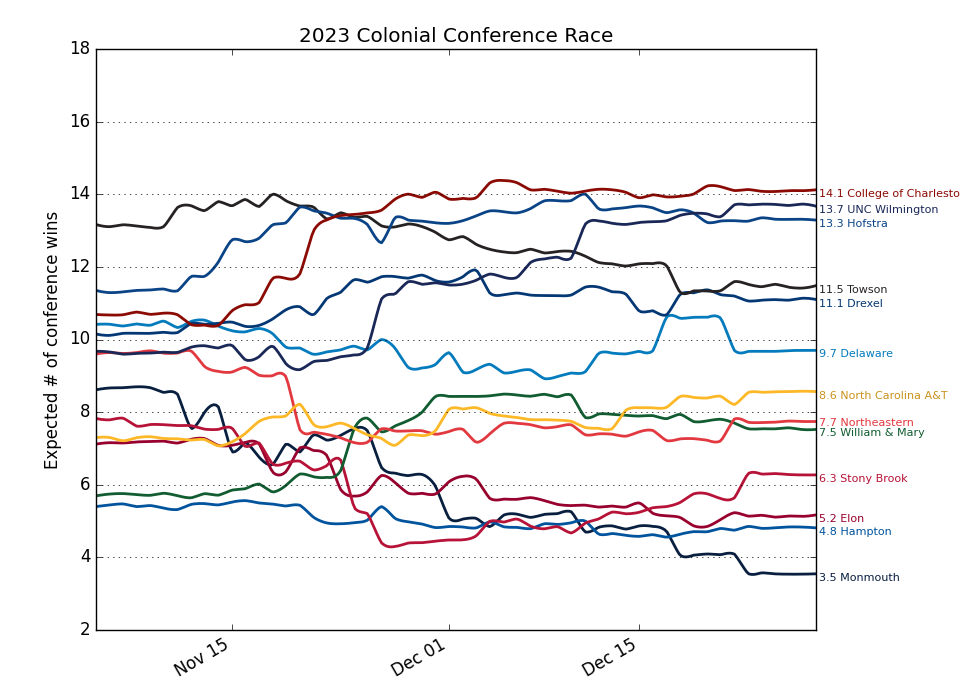 2023 Colonial Conference Race
Expected # of conference wins
18
16
14
12
10
8
6
4
2
Nov 15
Dec 01
Dec 15
14.1 College of Charlesto
13.7 UNC Wilmington
13.3 Hofstra
11.5 Towson
11.1 Drexel
9.7 Delaware
8.6 North Carolina A&T
7.7 Northeastern
7.5 William & Mary
6.3 Stony Brook
5.2 Elon
4.8 Hampton
3.5 Monmouth